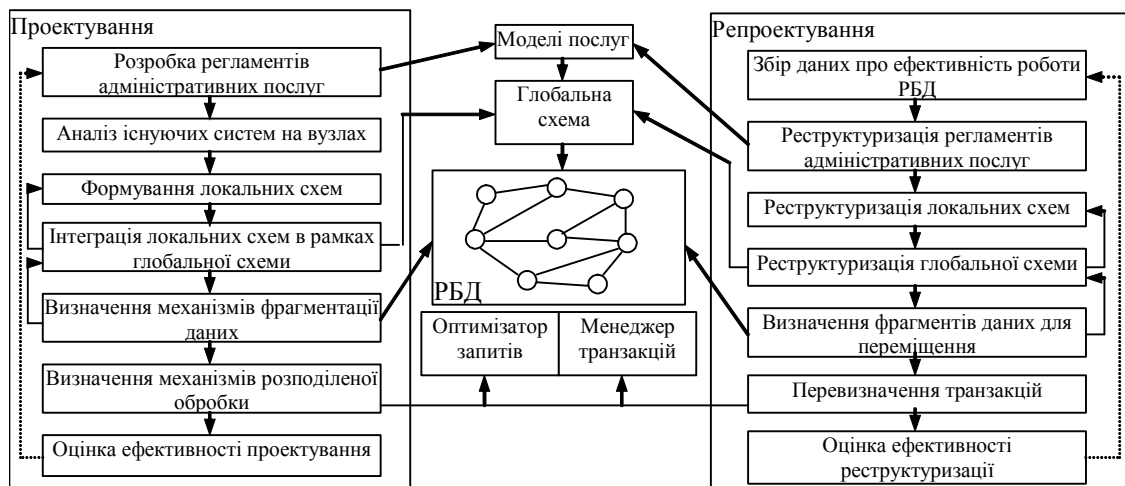 Проектування
Розробка регламентів
адміністративних послуг
Аналіз існуючих систем на вузлах
Формування локальних схем
Інтеграція локальних схем в рамках
глобальної схеми
Визначення механізмів фрагментації
даних
Визначення механізмів розподіленої
обробки
Оцінка ефективності проектування
Моделі послуг
Глобальна
схема
РБД
Оптимізатор
запитів
Менеджер
транзакцій
Репроектування
Збір даних про ефективність роботи
РБД
Реструктуризація регламентів
адміністративних послуг
Реструктуризація локальних схем
Реструктуризація глобальної схеми
Визначення фрагментів даних для
переміщення
Перевизначення транзакцій
Оцінка ефективності
реструктуризації